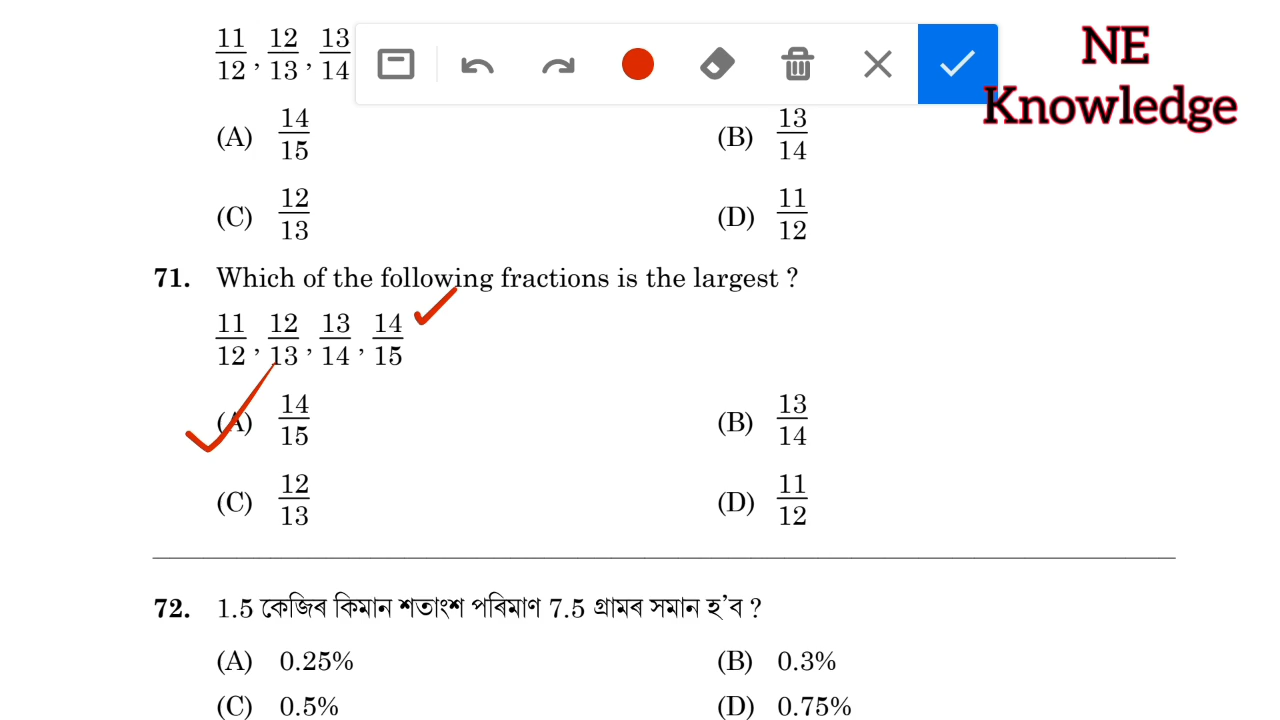 11/12, 12/13, 13/14
NE
Knowledge
(A) 14/15 (B) 13/14
(C) 12/13 (D) 11/12
71. Which of the following fractions is the largest ?
11/12, 12/13, 13/14, 14/15
(A) 14/15 (B) 13/14
(C) 12/13 (D) 11/12
72. 1.5 কেজিৰ কিমান শতাংশ পৰিমাণ 7.5 গ্ৰামৰ সমান হ’ব ?
(A) 0.25% (B) 0.3%
(C) 0.5% (D) 0.75%